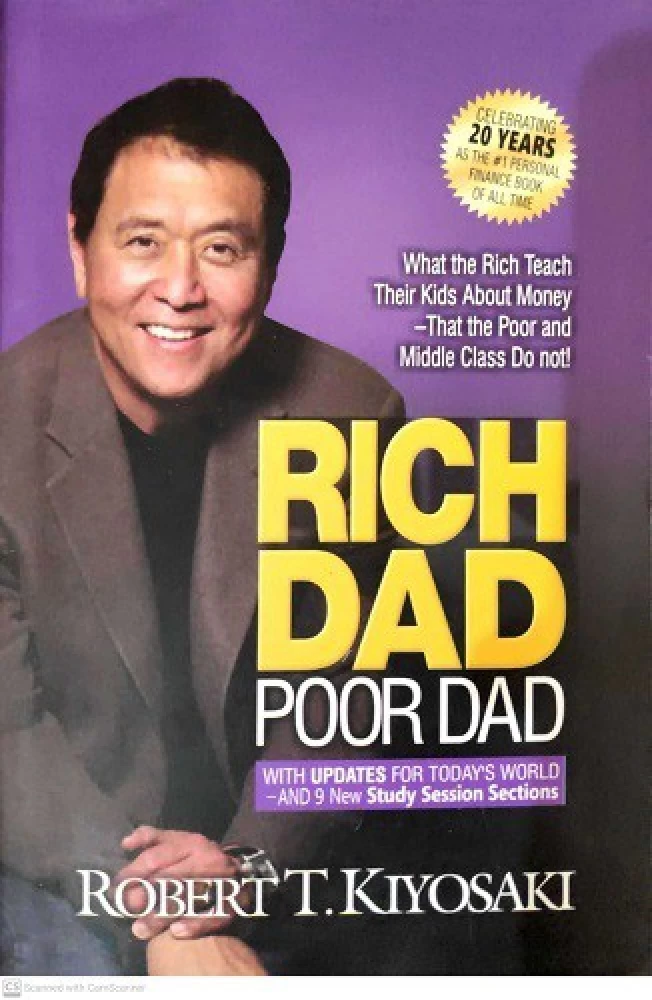 CELEBRATING
20 YEARS
AS THE #1 PERSONAL
FINANCE BOOK
OF ALL TIME
What the Rich Teach
Their Kids About Money
–That the Poor and
Middle Class Do not!
RICH
DAD
POOR DAD
WITH UPDATES FOR TODAY'S WORLD
–AND 9 New Study Session Sections
ROBERT T. KIYOSAKI
CS Scanned with CamScanner